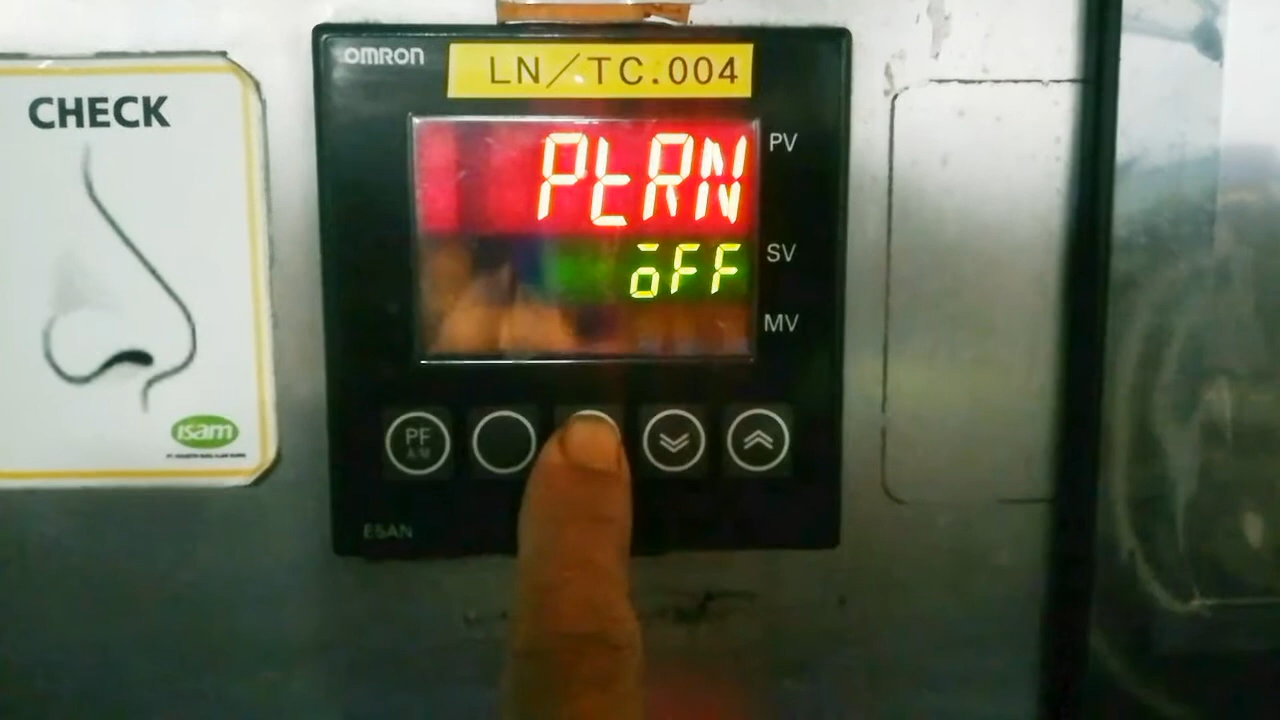 CHECK
isam
OMRON
LN/TC.004
PtRN
PV
oFF
SV
MV
PF
A/M
E5AN